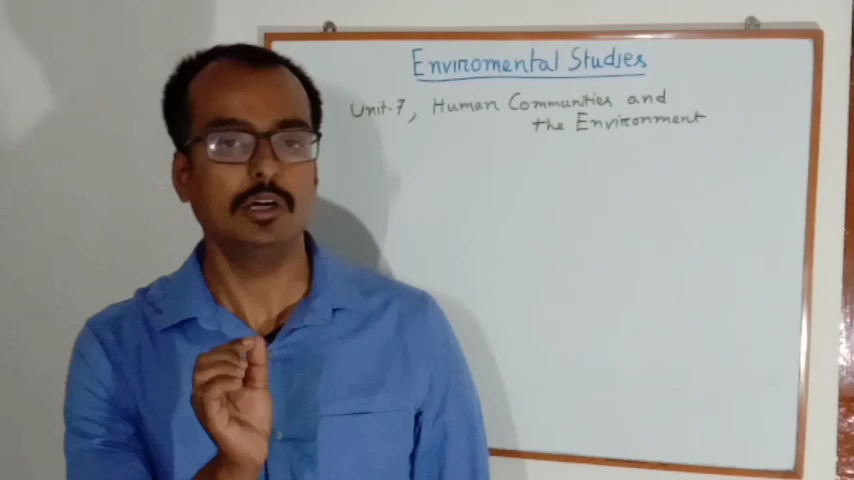 Enviromental Studies
Unit-7, Human Communities and
the Environment